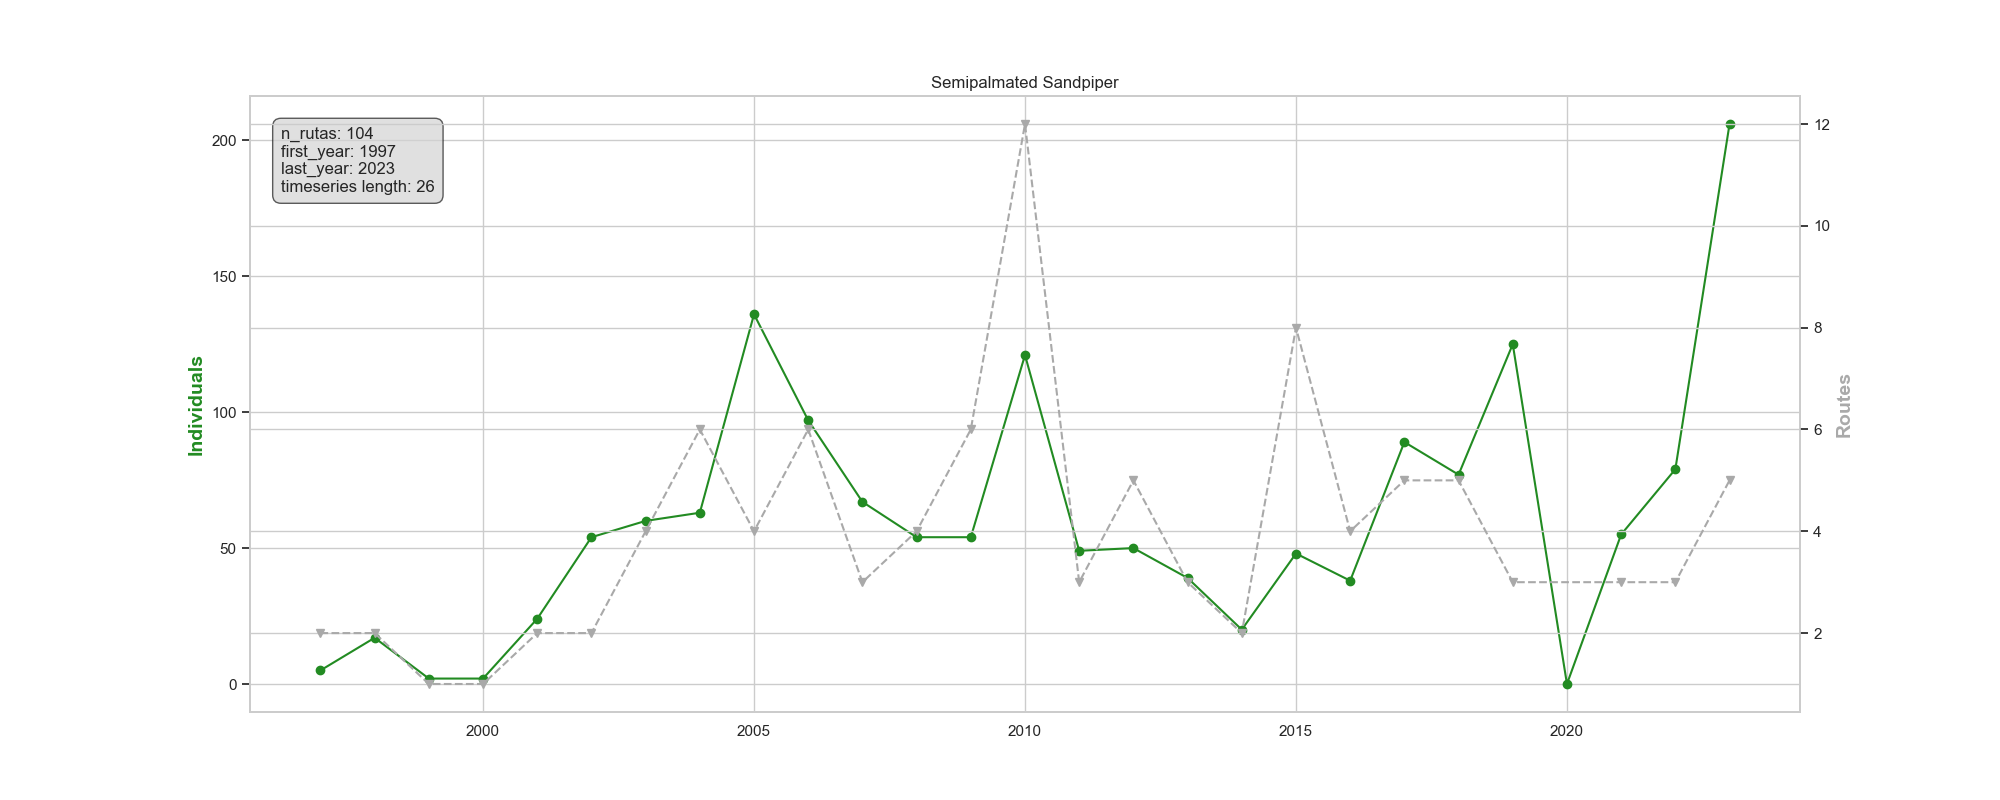 Semipalmated Sandpiper
n_rutas: 104
first_year: 1997
last_year: 2023
timeseries length: 26
200
150
100
50
0
Individuals
12
10
8
6
4
2
Routes
2000
2005
2010
2015
2020